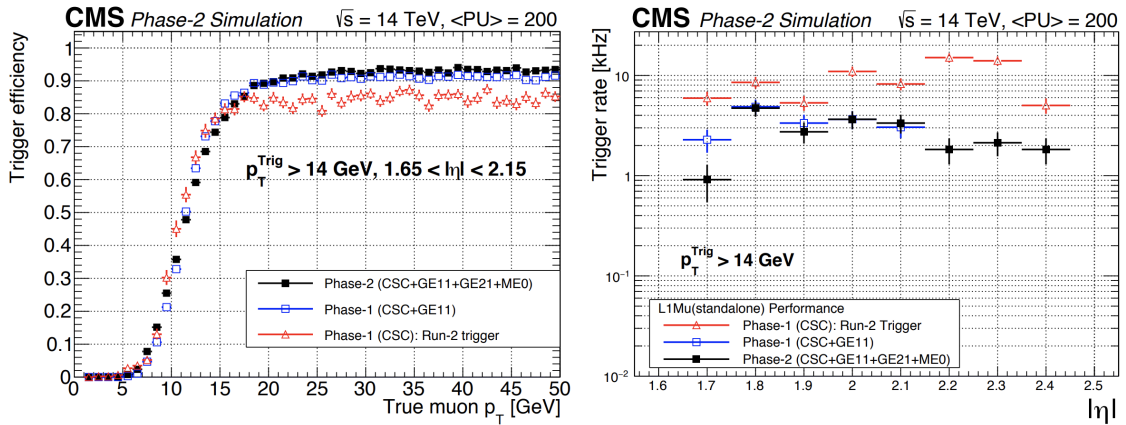 CMS Phase-2 Simulation √s = 14 TeV, <PU> = 200
Trigger efficiency
1
0.9
0.8
0.7
0.6
0.5
0.4
0.3
0.2
0.1
0
p_T^Trig > 14 GeV, 1.65 < |η| < 2.15
Phase-2 (CSC+GE11+GE21+ME0)
Phase-1 (CSC+GE11)
Phase-1 (CSC): Run-2 trigger
0 5 10 15 20 25 30 35 40 45 50
True muon p_T [GeV]
CMS Phase-2 Simulation √s = 14 TeV, <PU> = 200
Trigger rate [kHz]
10
1
10⁻¹
10⁻²
p_T^Trig > 14 GeV
L1Mu(standalone) Performance
Phase-1 (CSC): Run-2 Trigger
Phase-1 (CSC+GE11)
Phase-2 (CSC+GE11+GE21+ME0)
1.6 1.7 1.8 1.9 2 2.1 2.2 2.3 2.4 2.5
|η|